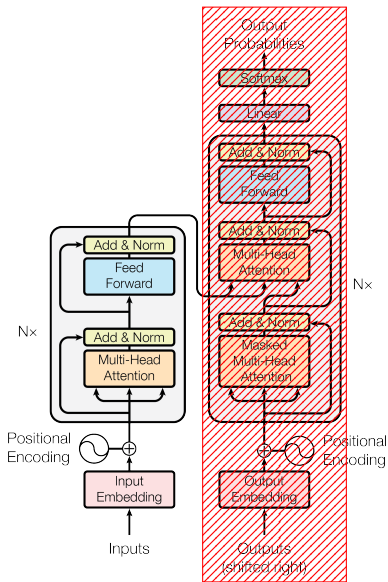 Output
Probabilities
Softmax
Linear
Add & Norm
Feed
Forward
Add & Norm
Multi-Head
Attention
Add & Norm
Masked
Multi-Head
Attention
N×
Positional
Encoding
Output
Embedding
Outputs
(shifted right)
Add & Norm
Feed
Forward
Add & Norm
Multi-Head
Attention
N×
Positional
Encoding
Input
Embedding
Inputs